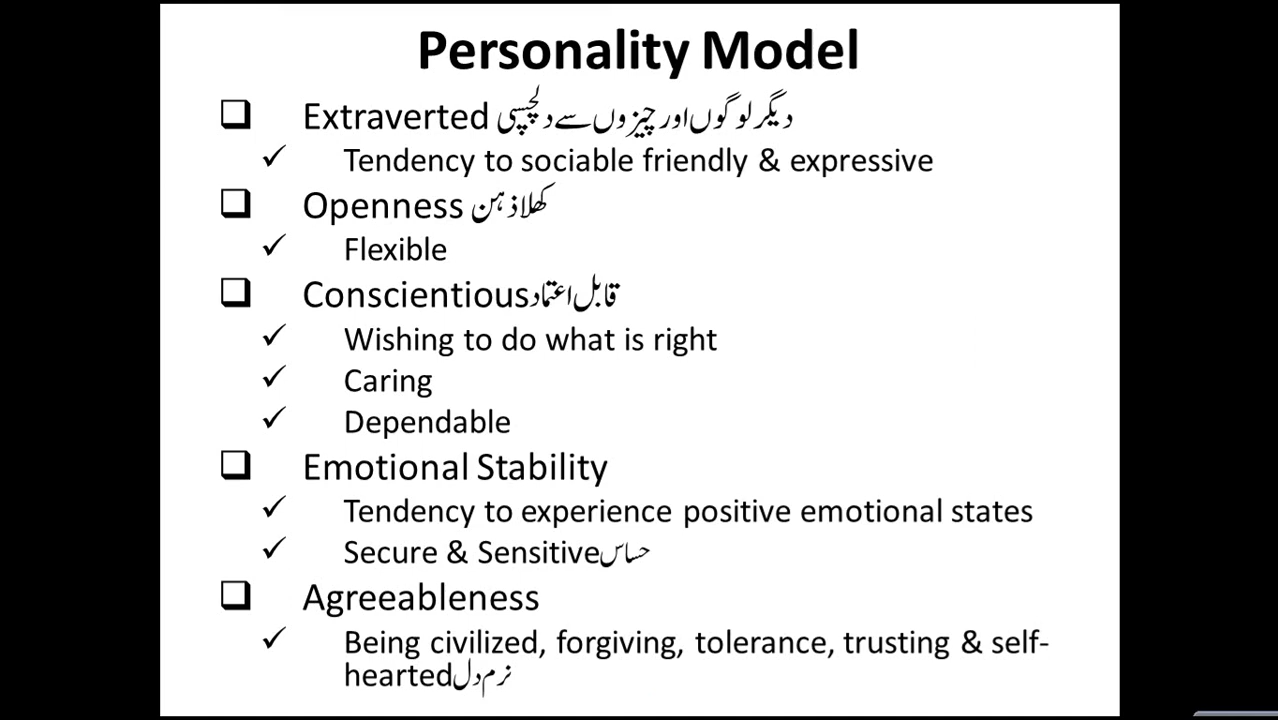 Personality Model
Extraverted دیگر لوگوں اور چیزوں سے دلچسپی
Tendency to sociable friendly & expressive
Openness کھلا ذہن
Flexible
Conscientious قابل اعتماد
Wishing to do what is right
Caring
Dependable
Emotional Stability
Tendency to experience positive emotional states
Secure & Sensitive حساس
Agreeableness
Being civilized, forgiving, tolerance, trusting & self-
hearted نرم دل